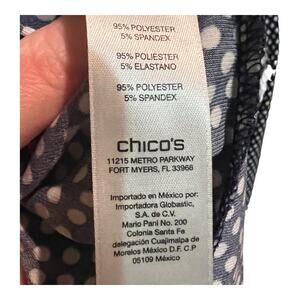 95% POLYESTER
5% SPANDEX
95% POLIÉSTER
5% ELASTANO
95% POLYESTER
5% SPANDEX
chico's
11215 METRO PARKWAY
FORT MYERS, FL 33966
Importado en México por:
Importadora Globastic,
S.A. de C.V.
Mario Pani No. 200
Colonia Santa Fe
delegación Cuajimalpa de
Morelos México D.F. C.P
05109 México